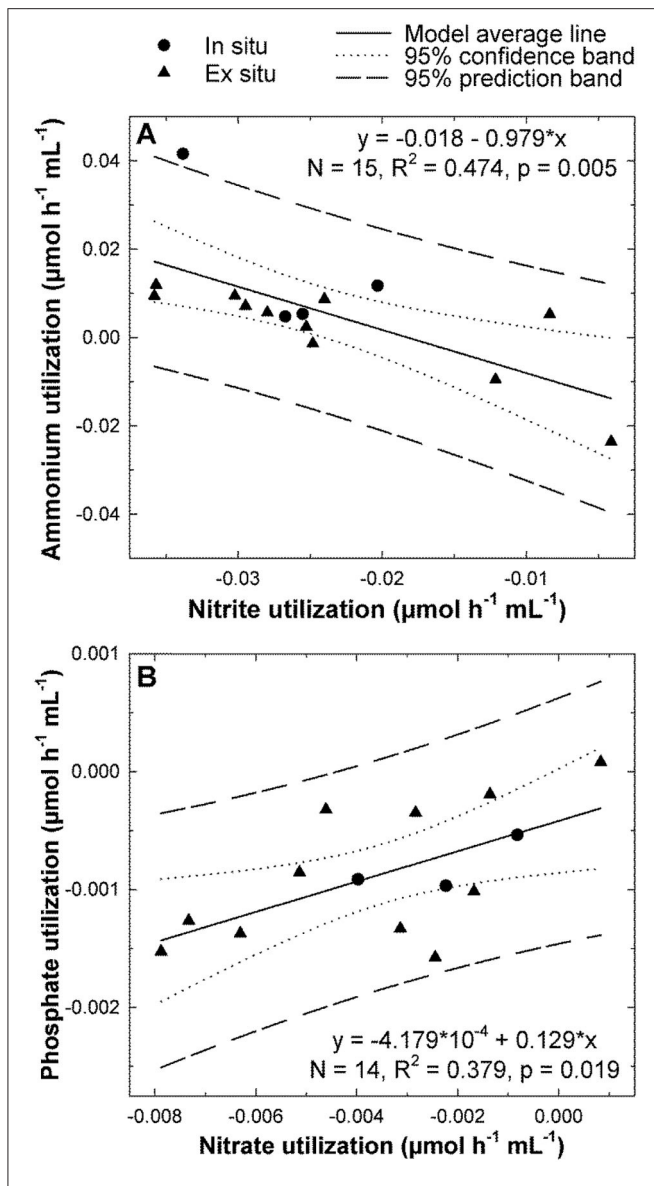 In situ
Ex situ
Model average line
95% confidence band
95% prediction band
A
y = -0.018 - 0.979*x
N = 15, R² = 0.474, p = 0.005
0.04
0.02
0.00
-0.02
-0.04
Ammonium utilization (µmol h⁻¹ mL⁻¹)
-0.03
-0.02
-0.01
Nitrite utilization (µmol h⁻¹ mL⁻¹)
B
0.001
0.000
-0.001
-0.002
Phosphate utilization (µmol h⁻¹ mL⁻¹)
y = -4.179*10⁻⁴ + 0.129*x
N = 14, R² = 0.379, p = 0.019
-0.008
-0.006
-0.004
-0.002
0.000
Nitrate utilization (µmol h⁻¹ mL⁻¹)